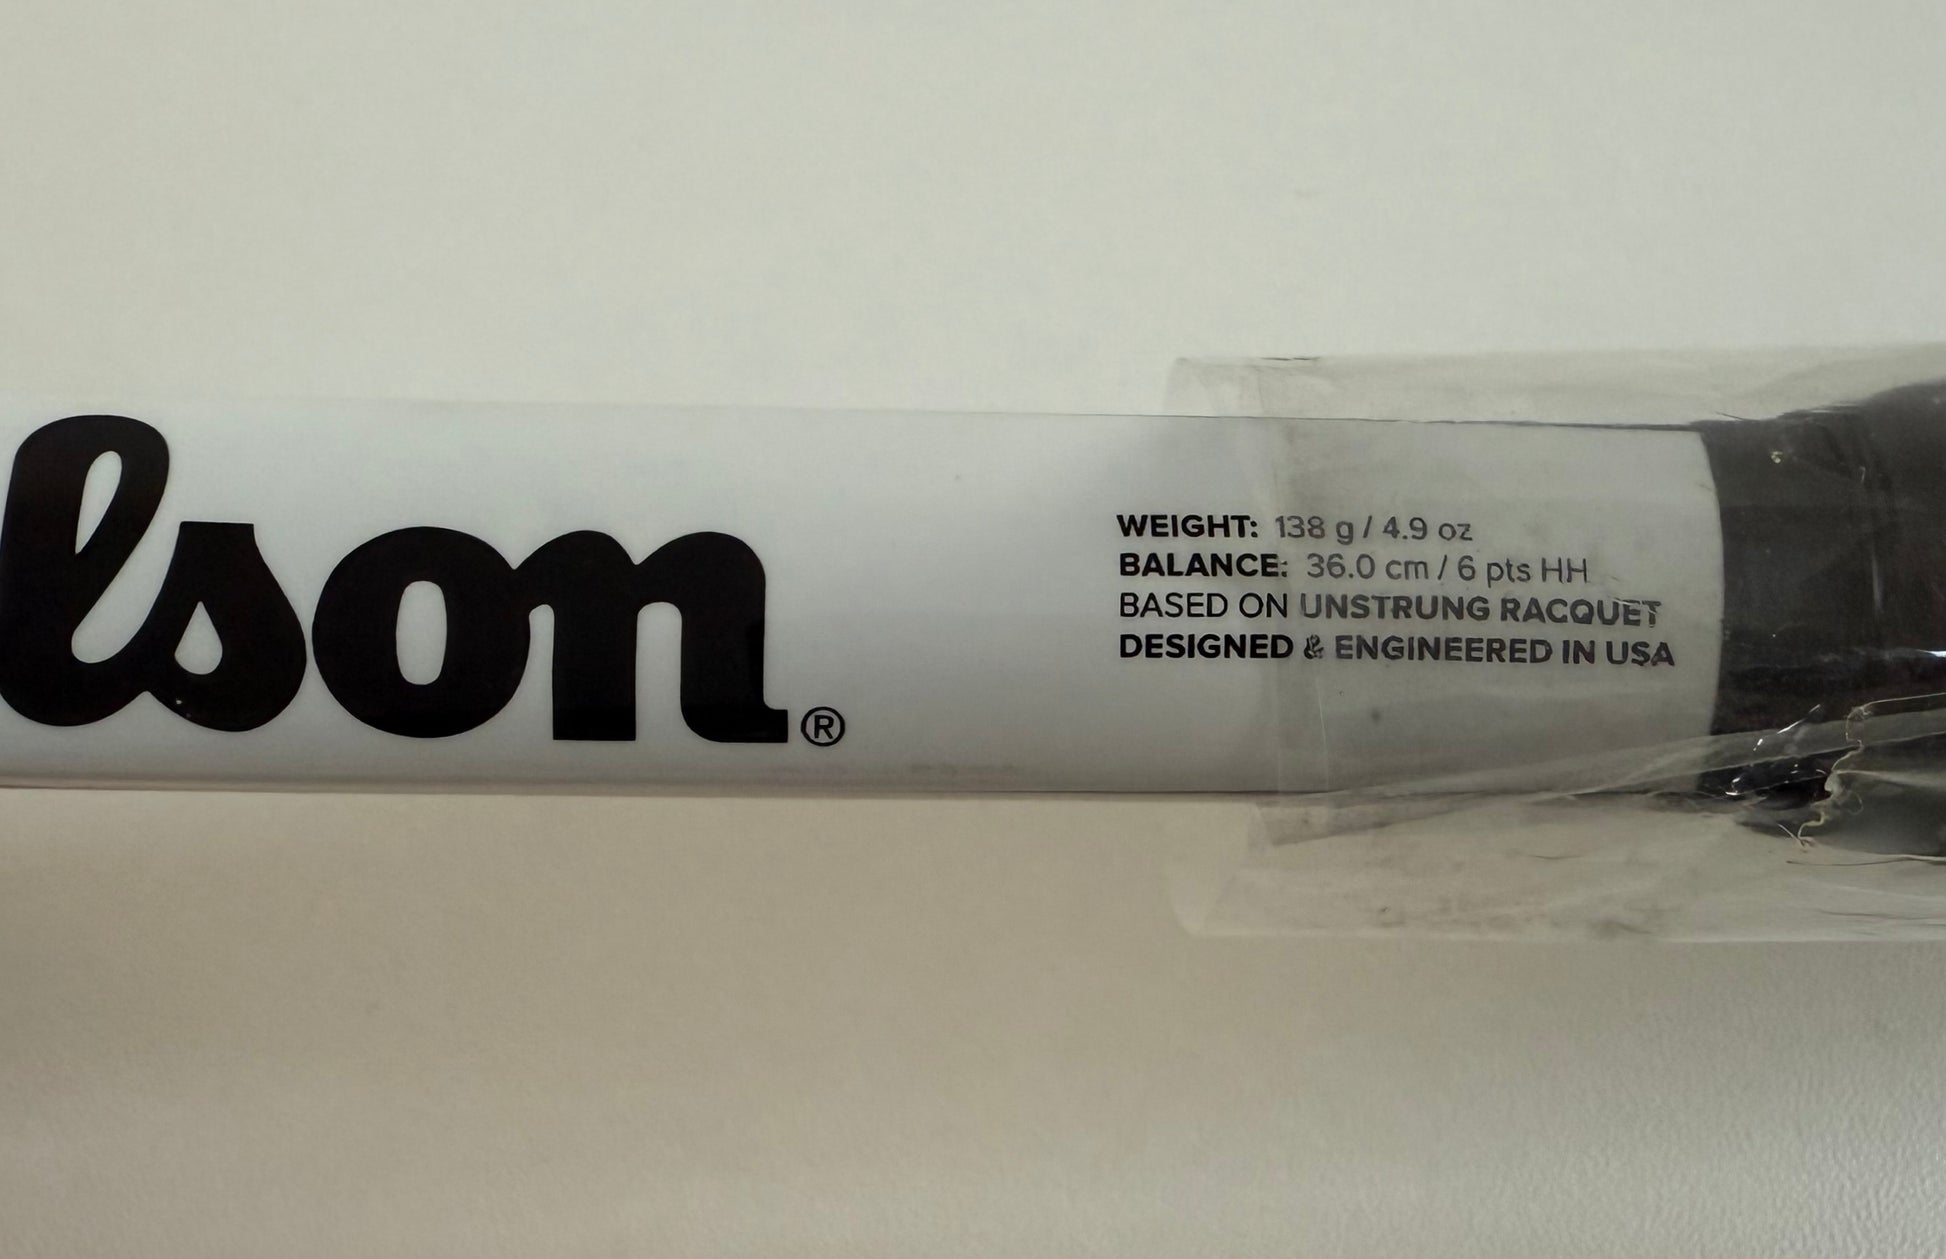 lson®
WEIGHT: 138 g / 4.9 oz
BALANCE: 36.0 cm / 6 pts HH
BASED ON UNSTRUNG RACQUET
DESIGNED & ENGINEERED IN USA